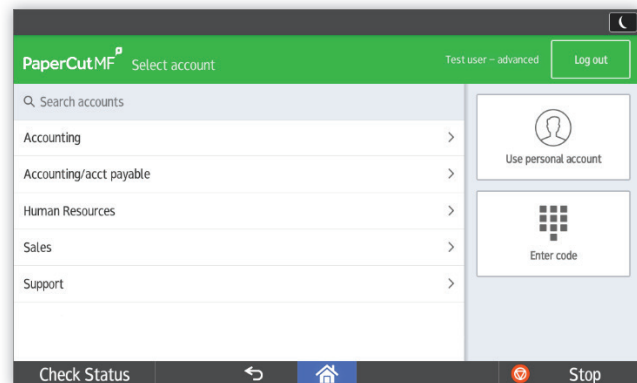 PaperCutMF Select account
Test user – advanced
Log out
Search accounts
Accounting
Accounting/acct payable
Human Resources
Sales
Support
Use personal account
Enter code
Check Status
Stop